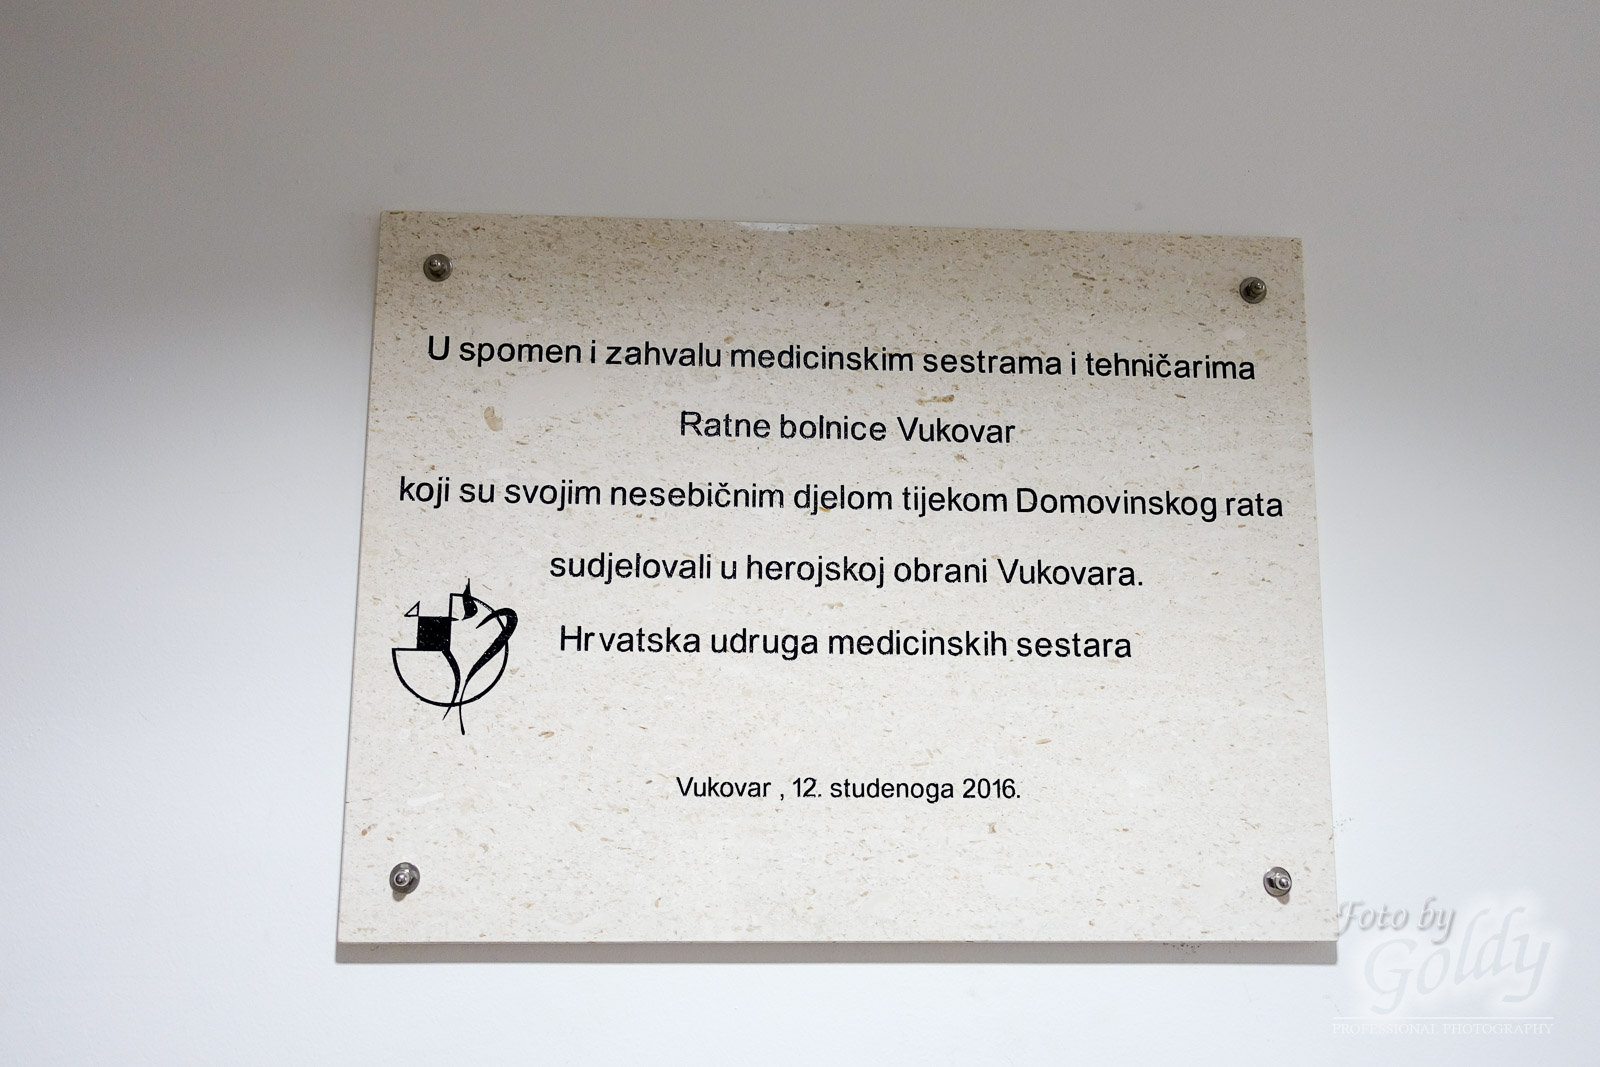 U spomen i zahvalu medicinskim sestrama i tehničarima
Ratne bolnice Vukovar
koji su svojim nesebičnim djelom tijekom Domovinskog rata
sudjelovali u herojskoj obrani Vukovara.
Hrvatska udruga medicinskih sestara
Vukovar , 12. studenoga 2016.
Foto by
Goldy
PROFESSIONAL PHOTOGRAPHY